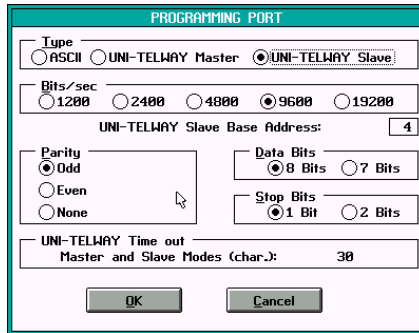 PROGRAMMING PORT
Type
ASCII UNI-TELWAY Master UNI-TELWAY Slave
Bits/sec
1200 2400 4800 9600 19200
UNI-TELWAY Slave Base Address: 4
Parity
Odd
Even
None
Data Bits
8 Bits 7 Bits
Stop Bits
1 Bit 2 Bits
UNI-TELWAY Time out
Master and Slave Modes (char.): 30
OK Cancel